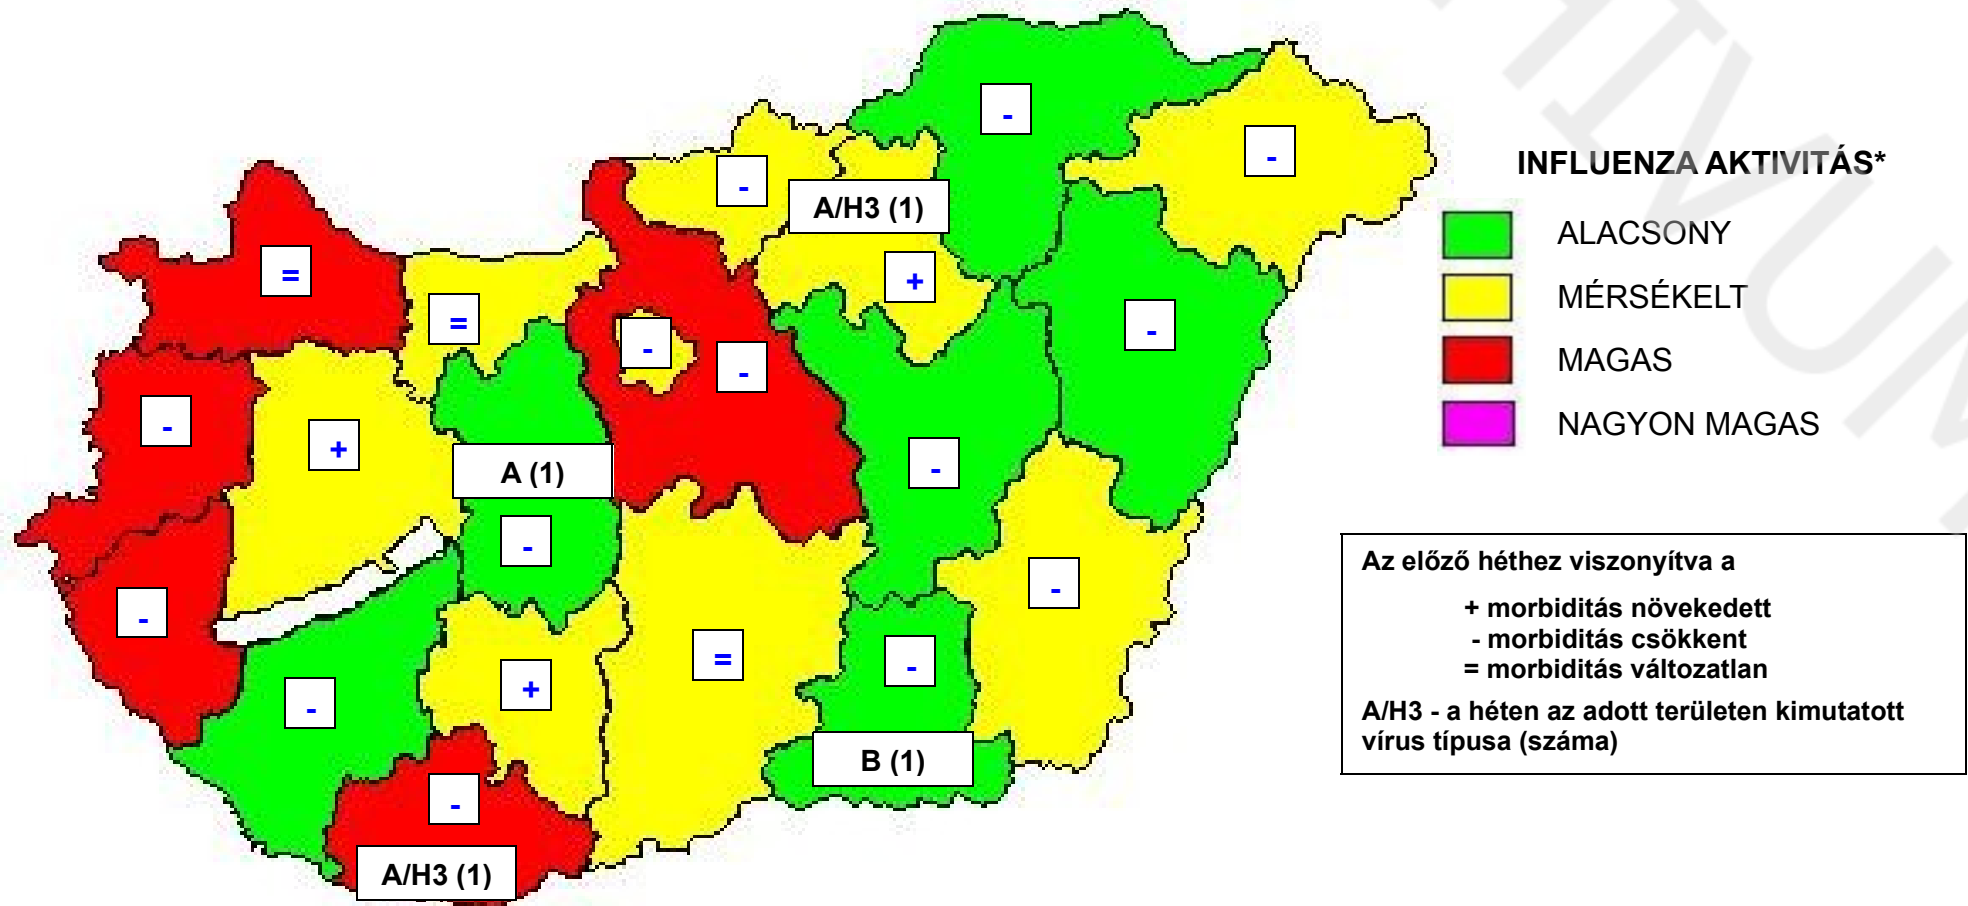 -
-
-
A/H3 (1)
=
+
=
-
-
-
-
+
-
-
A (1)
-
-
-
=
-
+
-
B (1)
-
A/H3 (1)
INFLUENZA AKTIVITÁS*
ALACSONY
MÉRSÉKELT
MAGAS
NAGYON MAGAS
Az előző héthez viszonyítva a
+ morbiditás növekedett
- morbiditás csökkent
= morbiditás változatlan
A/H3 - a héten az adott területen kimutatott
vírus típusa (száma)